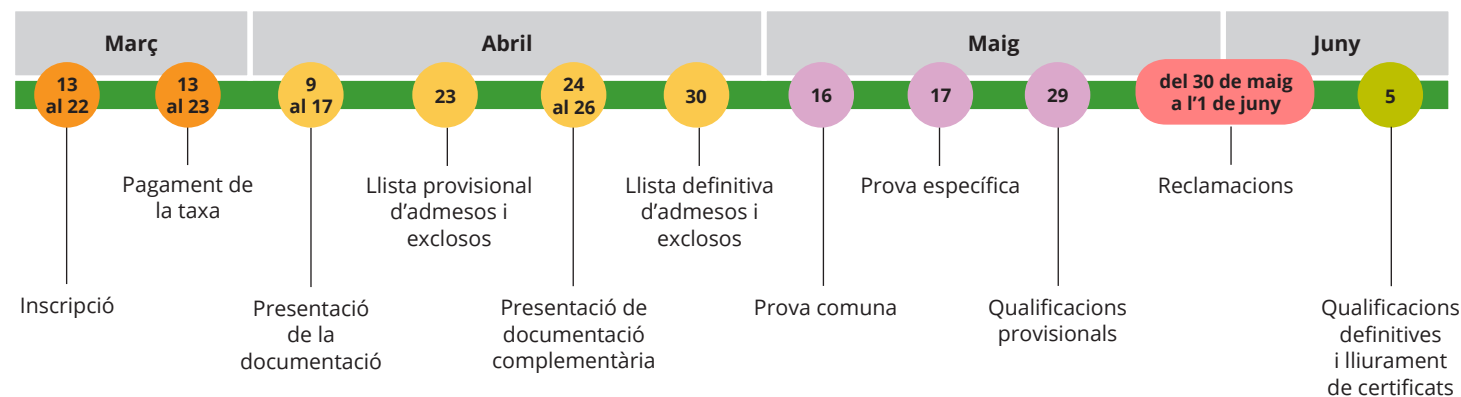 Març
Abril
Maig
Juny
13
al 22
13
al 23
9
al 17
23
24
al 26
30
16
17
29
del 30 de maig
a l'1 de juny
5
Pagament de
la taxa
Llista provisional
d'admesos i
exclosos
Llista definitiva
d'admesos i
exclosos
Prova específica
Reclamacions
Inscripció
Presentació
de la
documentació
Presentació de
documentació
complementària
Prova comuna
Qualificacions
provisionals
Qualificacions
definitives
i lliurament
de certificats